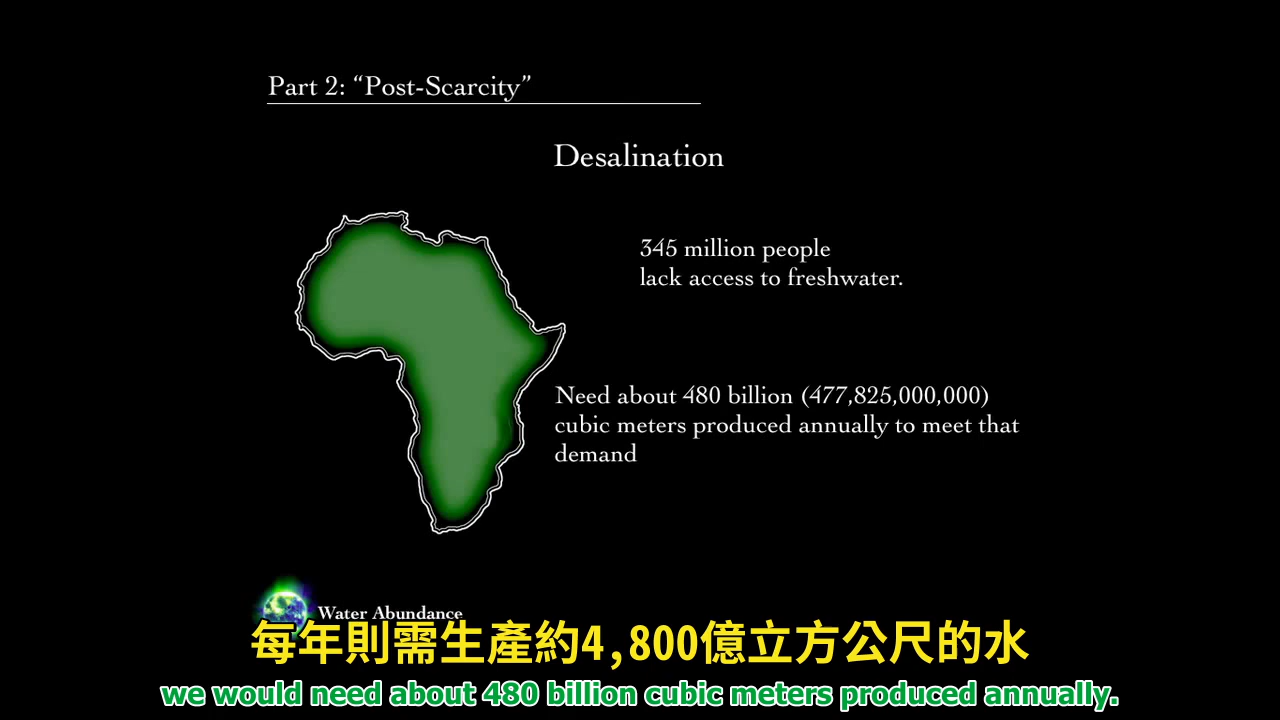 Part 2: “Post-Scarcity”
Desalination
345 million people
lack access to freshwater.
Need about 480 billion (477,825,000,000)
cubic meters produced annually to meet that
demand
Water Abundance
每年則需生產約4,800億立方公尺的水
we would need about 480 billion cubic meters produced annually.